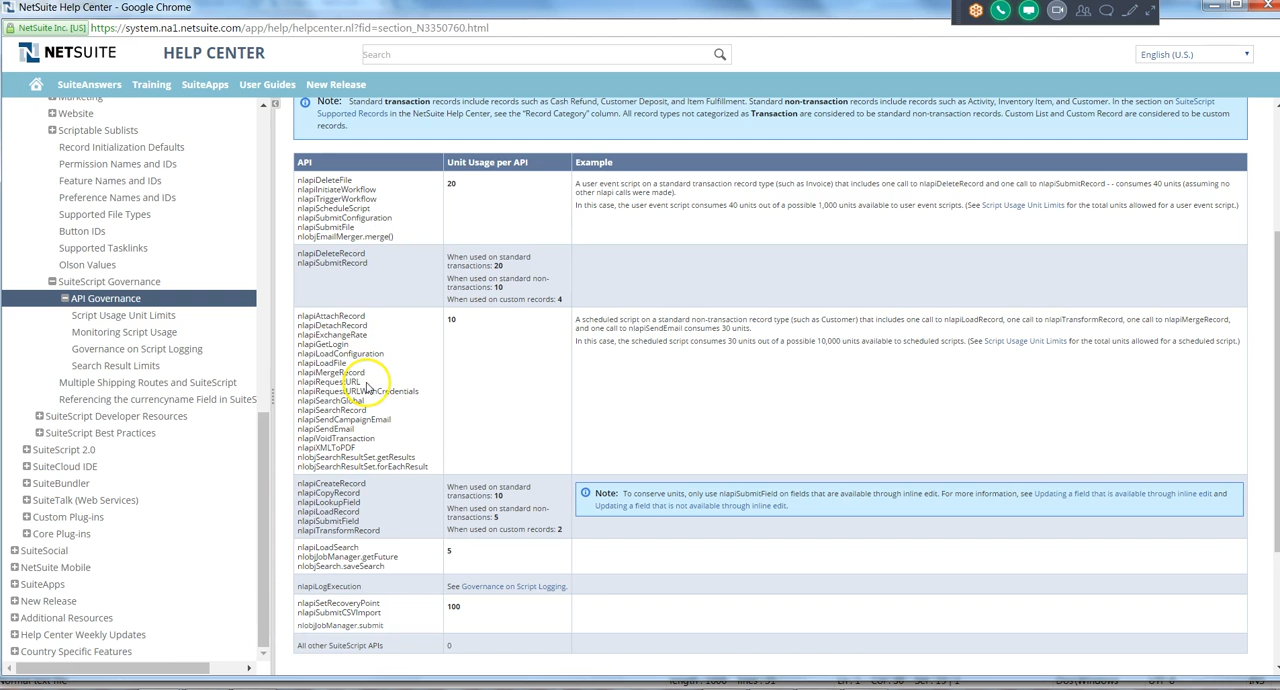 NetSuite Help Center - Google Chrome
NetSuite Inc. [US] https://system.na1.netsuite.com/app/help/helpcenter.nl?fid=section_N3350760.html
NETSUITE HELP CENTER
Search
English (U.S.)
SuiteAnswers Training SuiteApps User Guides New Release
Marketing
Website
Scriptable Sublists
Record Initialization Defaults
Permission Names and IDs
Feature Names and IDs
Preference Names and IDs
Supported File Types
Button IDs
Supported Tasklinks
Olson Values
SuiteScript Governance
API Governance
Script Usage Unit Limits
Monitoring Script Usage
Governance on Script Logging
Search Result Limits
Multiple Shipping Routes and SuiteScript
Referencing the currencyname Field in SuiteS
SuiteScript Developer Resources
SuiteScript Best Practices
SuiteScript 2.0
SuiteCloud IDE
SuiteBundler
SuiteTalk (Web Services)
Custom Plug-ins
Core Plug-ins
SuiteSocial
NetSuite Mobile
SuiteApps
New Release
Additional Resources
Help Center Weekly Updates
Country Specific Features
Note: Standard transaction records include records such as Cash Refund, Customer Deposit, and Item Fulfillment. Standard non-transaction records include records such as Activity, Inventory Item, and Customer. In the section on SuiteScript
Supported Records in the NetSuite Help Center, see the "Record Category" column. All record types not categorized as Transaction are considered to be standard non-transaction records. Custom List and Custom Record are considered to be custom
records.
API Unit Usage per API Example
nlapiDeleteFile
nlapiInitiateWorkflow
nlapiTriggerWorkflow
nlapiScheduleScript
nlapiSubmitConfiguration
nlapiSubmitFile
nlobjEmailMerger.merge()
20
A user event script on a standard transaction record type (such as Invoice) that includes one call to nlapiDeleteRecord and one call to nlapiSubmitRecord - - consumes 40 units (assuming no
other nlapi calls were made).
In this case, the user event script consumes 40 units out of a possible 1,000 units available to user event scripts. (See Script Usage Unit Limits for the total units allowed for a user event script.)
nlapiDeleteRecord
nlapiSubmitRecord
When used on standard
transactions: 20
When used on standard non-
transactions: 10
When used on custom records: 4
nlapiAttachRecord
nlapiDetachRecord
nlapiExchangeRate
nlapiGetLogin
nlapiLoadConfiguration
nlapiLoadFile
nlapiMergeRecord
nlapiRequestURL
nlapiRequestURLWithCredentials
nlapiSearchGlobal
nlapiSearchRecord
nlapiSendCampaignEmail
nlapiSendEmail
nlapiVoidTransaction
nlapiXMLToPDF
nlobjSearchResultSet.getResults
nlobjSearchResultSet.forEachResult
10
A scheduled script on a standard non-transaction record type (such as Customer) that includes one call to nlapiLoadRecord, one call to nlapiTransformRecord, one call to nlapiMergeRecord,
and one call to nlapiSendEmail consumes 30 units.
In this case, the scheduled script consumes 30 units out of a possible 10,000 units available to scheduled scripts. (See Script Usage Unit Limits for the total units allowed for a scheduled script.)
nlapiCreateRecord
nlapiCopyRecord
nlapiLookupField
nlapiLoadRecord
nlapiSubmitField
nlapiTransformRecord
When used on standard
transactions: 10
When used on standard non-
transactions: 5
When used on custom records: 2
Note: To conserve units, only use nlapiSubmitField on fields that are available through inline edit. For more information, see Updating a field that is available through inline edit and
Updating a field that is not available through inline edit.
nlapiLoadSearch
nlobjJobManager.getFuture
nlobjSearch.saveSearch
5
nlapiLogExecution See Governance on Script Logging.
nlapiSetRecoveryPoint
nlapiSubmitCSVImport
nlobjJobManager.submit
100
All other SuiteScript APIs 0